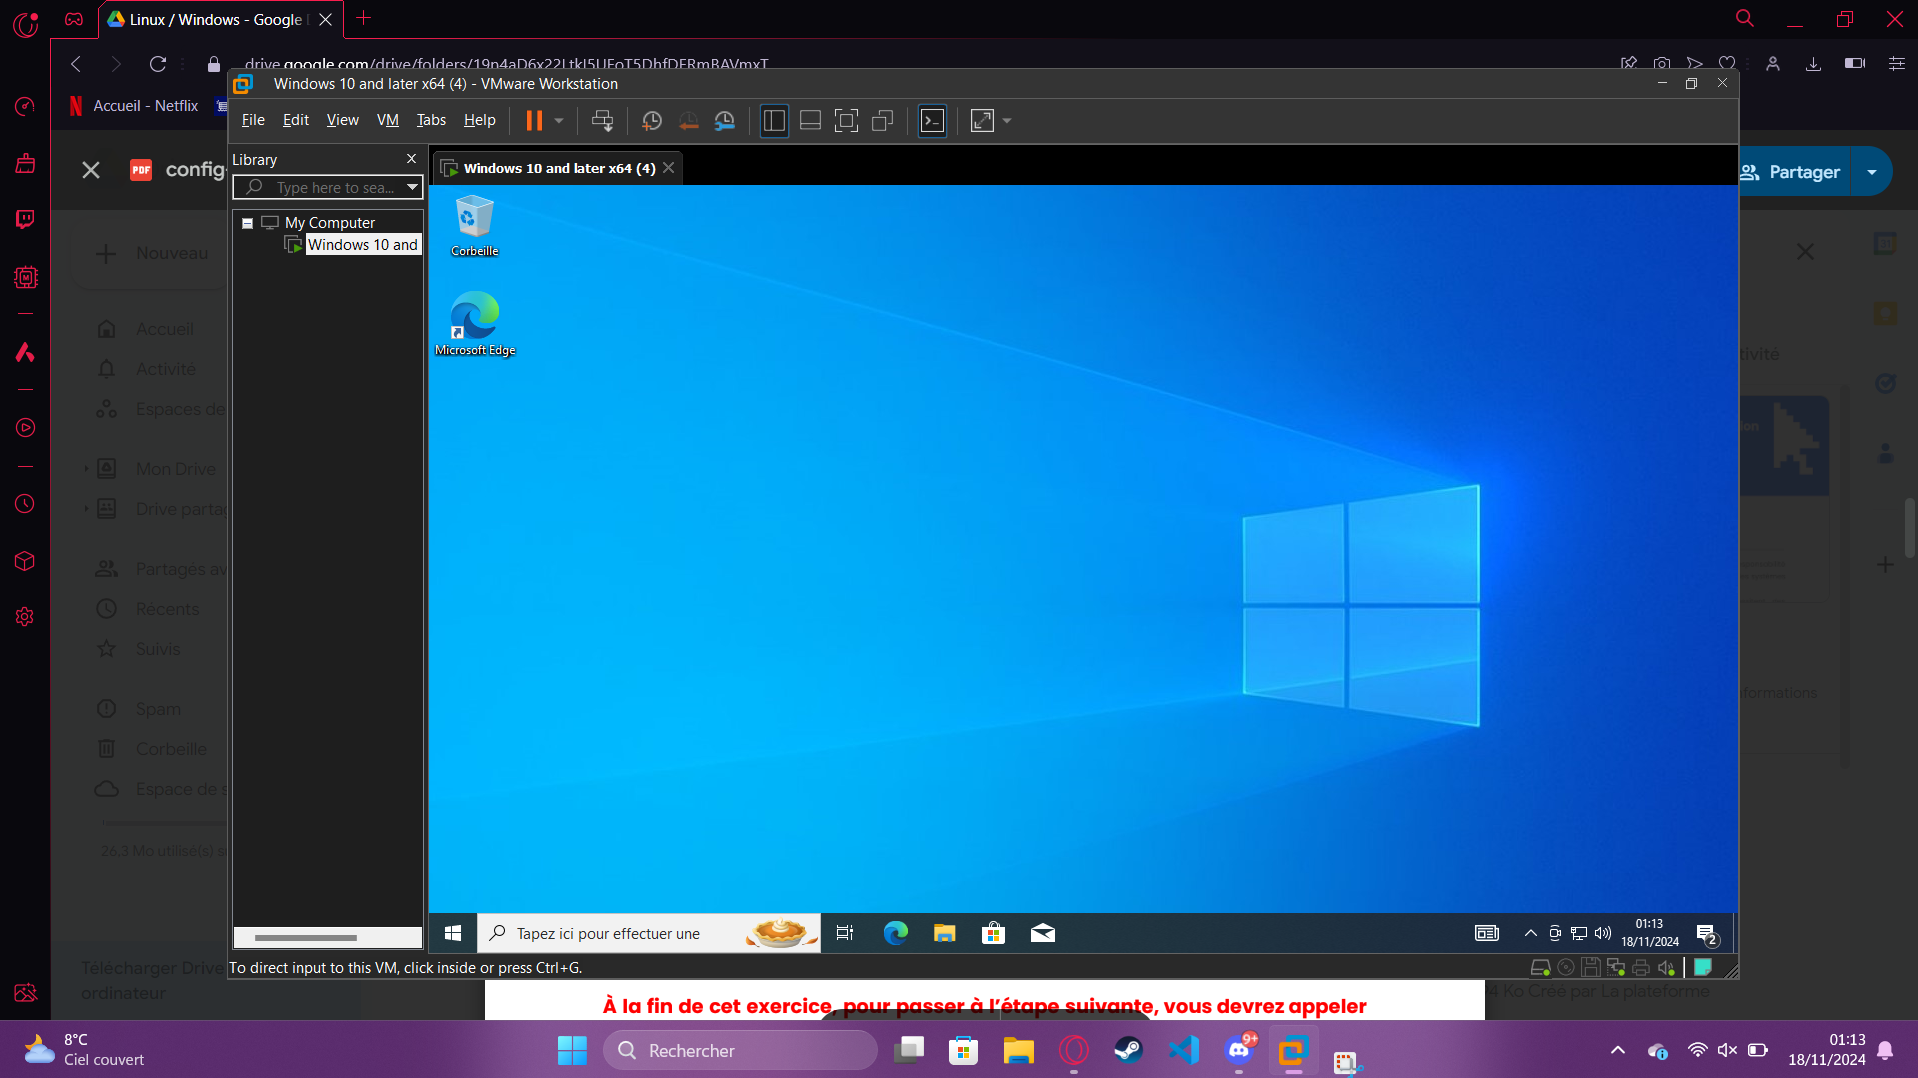 Linux / Windows - Google
drive.google.com/drive/folders/19p4aD6x22LtkI5UFoT5DhfDFRmBAVmxT
Windows 10 and later x64 (4) - VMware Workstation
Accueil - Netflix
File Edit View VM Tabs Help
PDF config-
Library
Type here to sea...
Windows 10 and later x64 (4)
Partager
My Computer
Windows 10 and
Corbeille
Microsoft Edge
Nouveau
Accueil
Activité
Espaces de
Mon Drive
Drive partag
Partagés av
Récents
Suivis
Spam
Corbeille
Espace de s
26.3 Mo utilisé(s) s
Télécharger Drive
ordinateur
tivité
ion
nformations
Tapez ici pour effectuer une
01:13
18/11/2024
2
To direct input to this VM, click inside or press Ctrl+G.
À la fin de cet exercice, pour passer à l’étape suivante, vous devrez appeler
Ko Créé par La plateforme
8°C
Ciel couvert
Rechercher
9+
01:13
18/11/2024